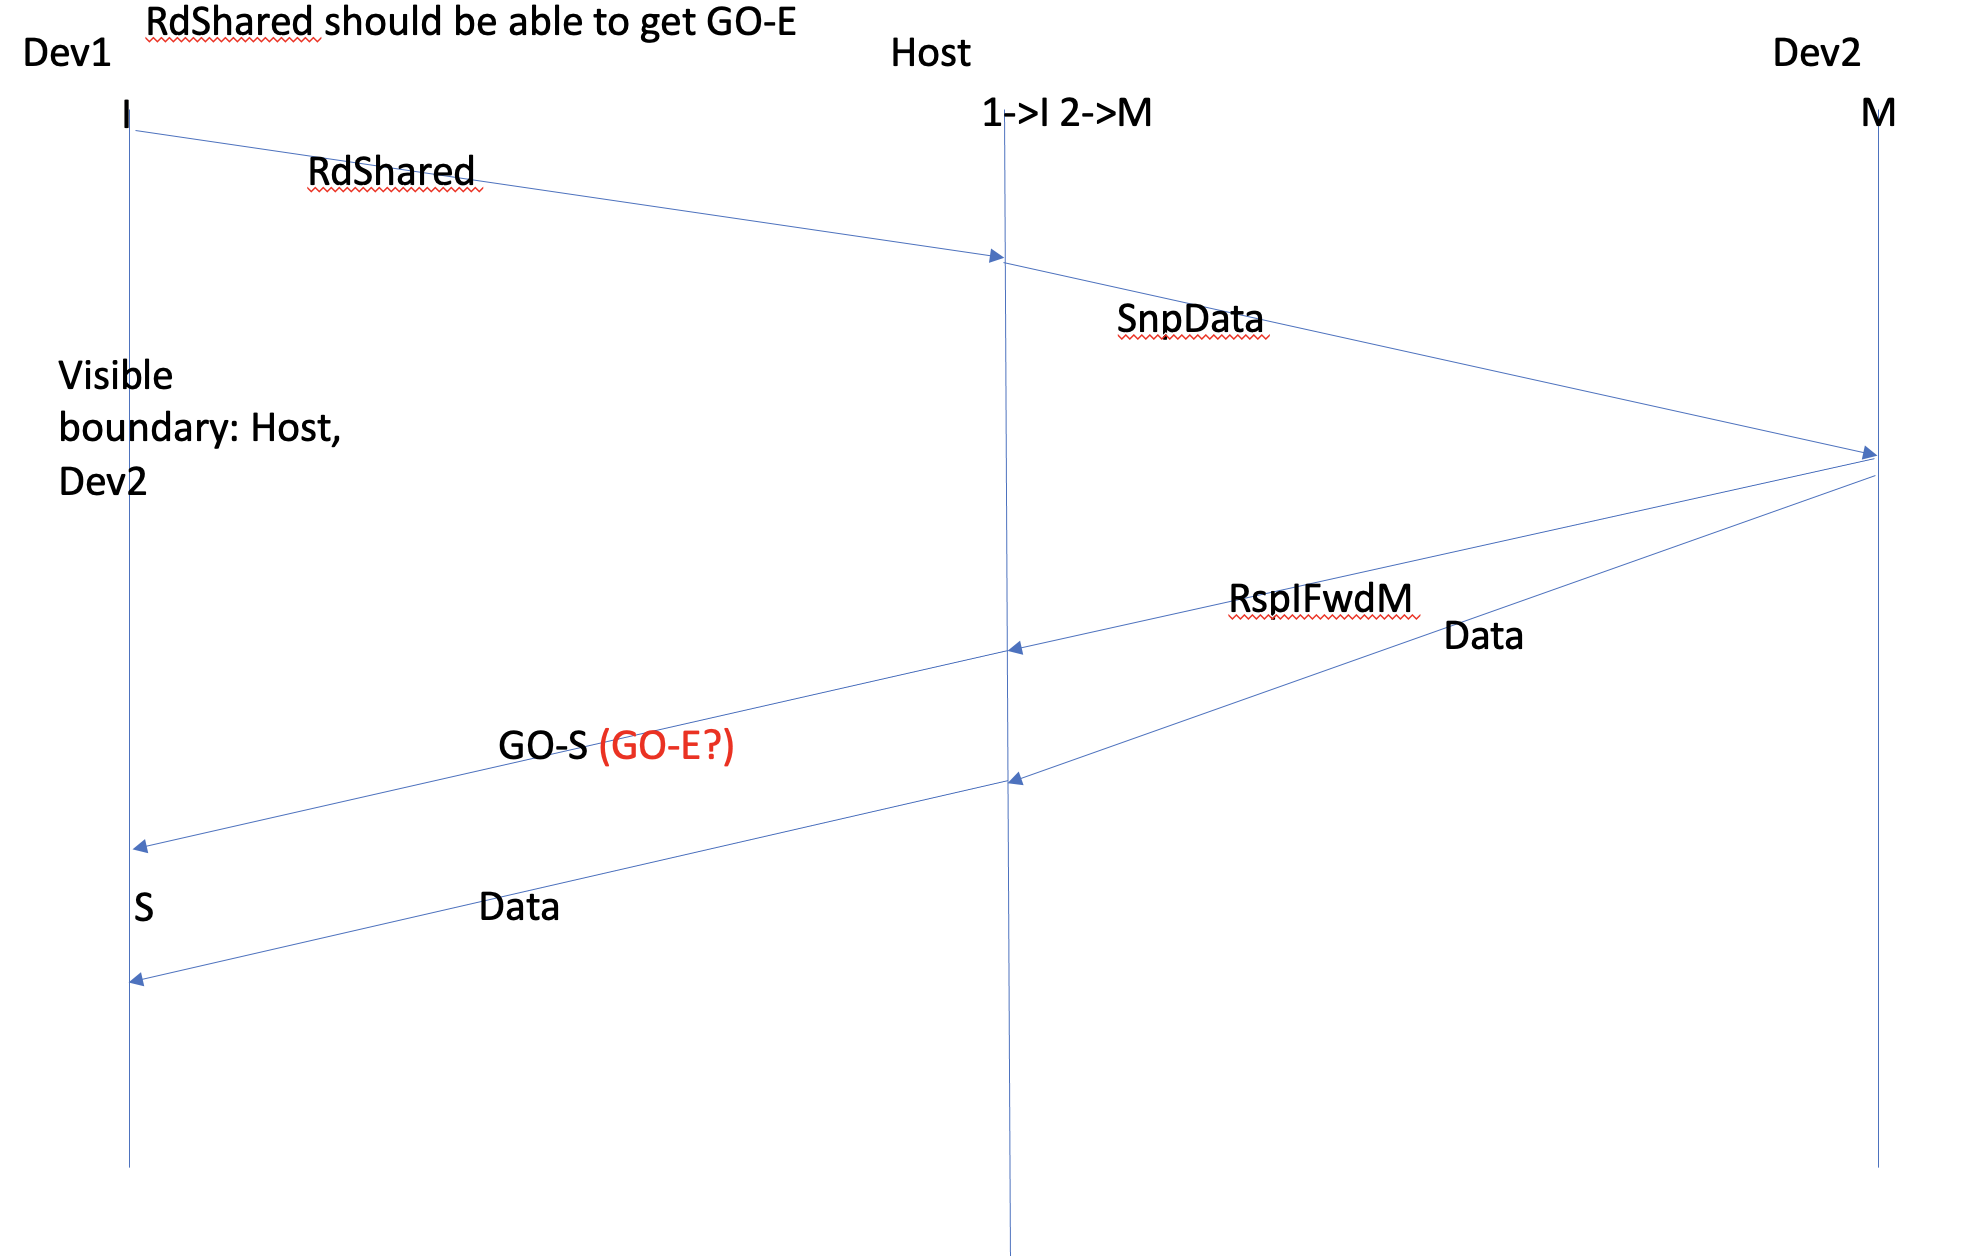 RdShared should be able to get GO-E
Dev1
Host
Dev2
I
1->I 2->M
M
RdShared
SnpData
Visible
boundary: Host,
Dev2
RspIFwdM
Data
GO-S (GO-E?)
S
Data